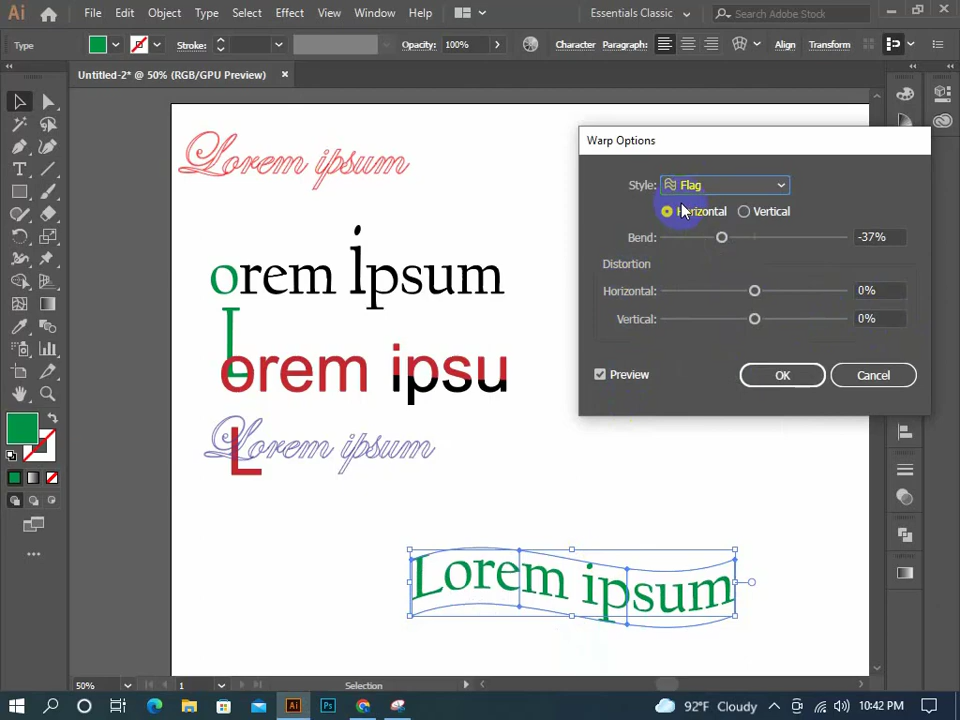 Ai File Edit Object Type Select Effect View Window Help Essentials Classic Search Adobe Stock
Type Stroke: Opacity: 100% Character Paragraph: Align Transform
Untitled-2* @ 50% (RGB/GPU Preview)
Lorem ipsum
Warp Options
Style: Flag
Horizontal Vertical
Bend: -37%
Distortion
Horizontal: 0%
Vertical: 0%
Preview OK Cancel
orem ipsum
L
orem ipsu
Lorem ipsum
L
Lorem ipsum
50% 1 Selection
Ai Ps 92°F Cloudy 10:42 PM